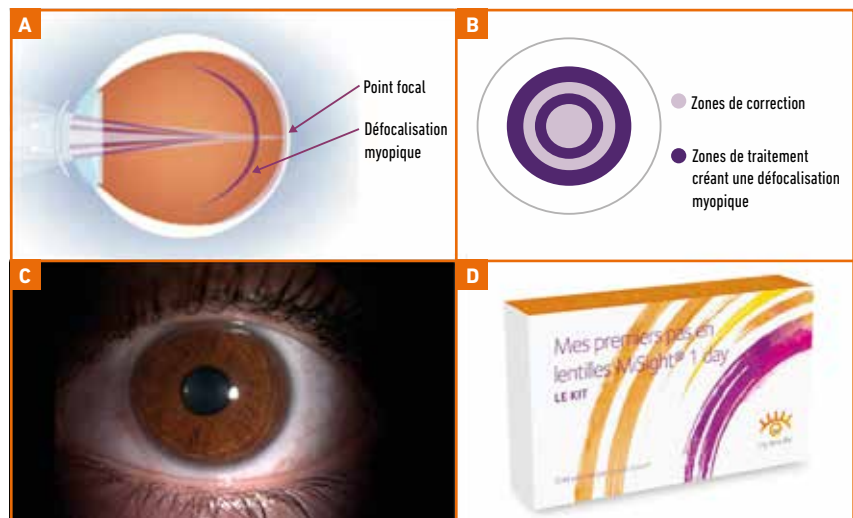 A
Point focal
Défocalisation
myopique
B
Zones de correction
Zones de traitement
créant une défocalisation
myopique
C
D
Mes premiers pas en
lentilles MiSight® 1 day
LE KIT